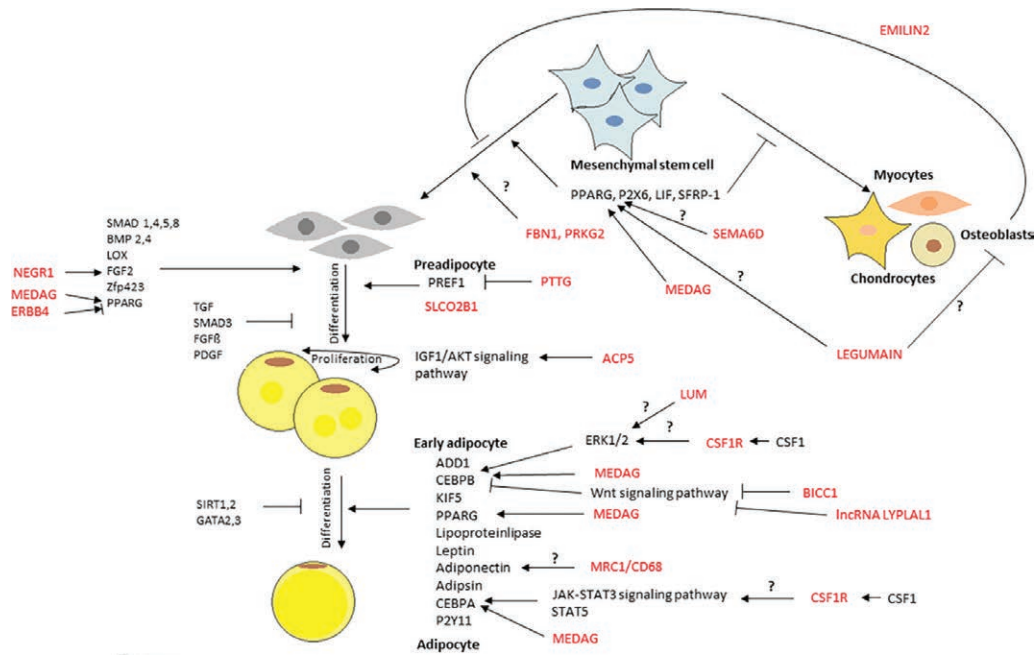 EMILIN2
Mesenchymal stem cell
Myocytes
PPARG, P2X6, LIF, SFRP-1
?
?
FBN1, PRKG2
SEMA6D
Osteoblasts
Chondrocytes
SMAD 1,4,5,8
BMP 2,4
LOX
NEGR1
FGF2
Zfp423
MEDAG
PPARG
ERBB4
Preadipocyte
PREF1
PTTG
SLCO2B1
MEDAG
?
?
LEGUMAIN
Differentiation
TGF
SMAD3
FGFß
PDGF
Proliferation
IGF1/AKT signaling
pathway
ACP5
LUM
?
?
Early adipocyte
ERK1/2
CSF1R
CSF1
ADD1
CEBPB
MEDAG
KIF5
Wnt signaling pathway
BICC1
PPARG
MEDAG
lncRNA LYPLAL1
SIRT1,2
GATA2,3
Differentiation
Lipoproteinlipase
Leptin
Adiponectin
?
MRC1/CD68
Adipsin
CEBPA
JAK-STAT3 signaling pathway
?
CSF1R
CSF1
STAT5
P2Y11
MEDAG
Adipocyte